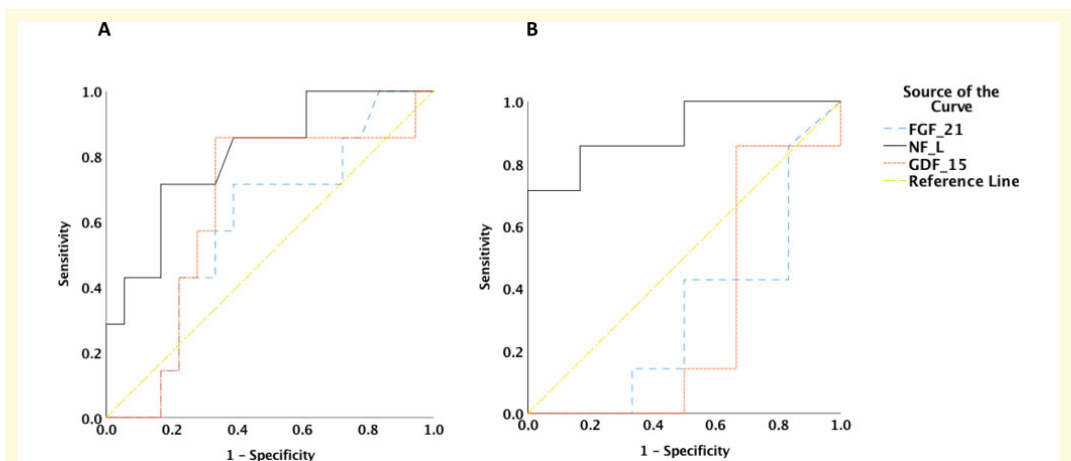 A
B
1.0
0.8
0.6
0.4
0.2
0.0
Sensitivity
0.0 0.2 0.4 0.6 0.8 1.0
1 – Specificity
1.0
0.8
0.6
0.4
0.2
0.0
Sensitivity
0.0 0.2 0.4 0.6 0.8 1.0
1 – Specificity
Source of the
Curve
FGF_21
NF_L
GDF_15
Reference Line